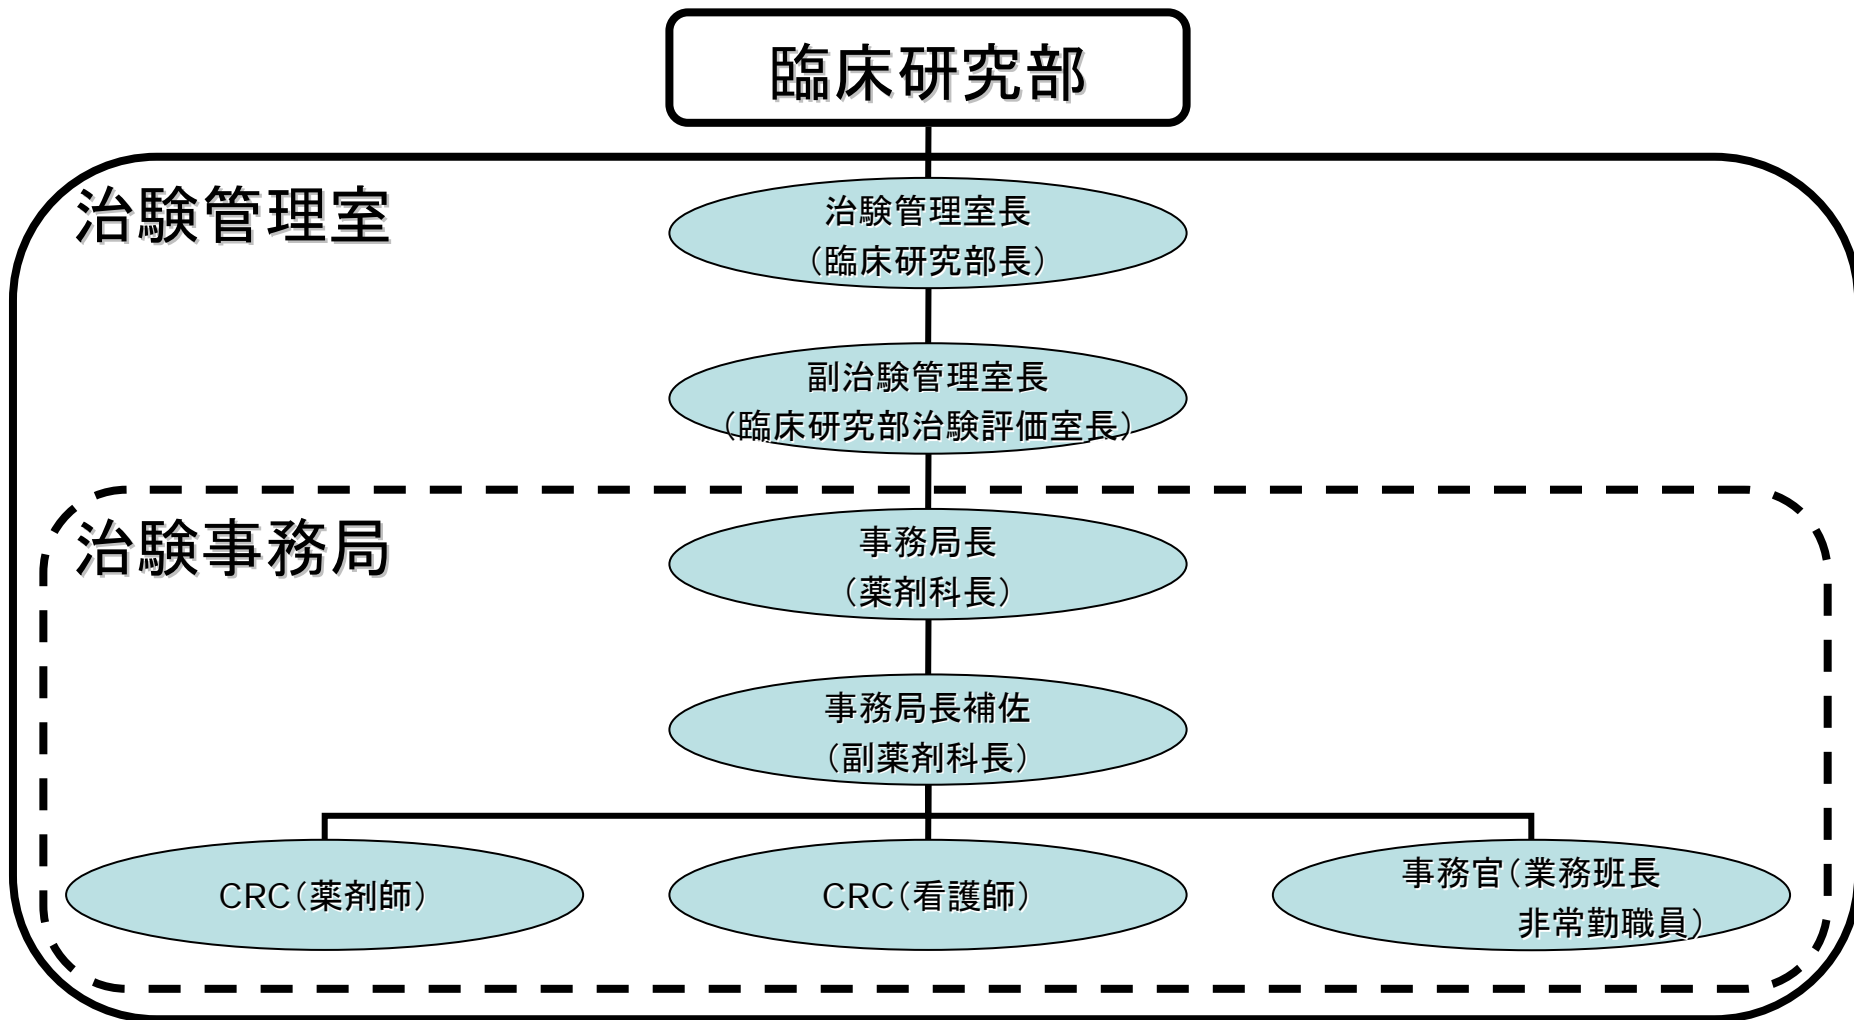 臨床研究部
治験管理室
治験管理室長
（臨床研究部長）
副治験管理室長
（臨床研究部治験評価室長）
治験事務局
事務局長
（薬剤科長）
事務局長補佐
（副薬剤科長）
CRC（薬剤師）
CRC（看護師）
事務官（業務班長
非常勤職員）